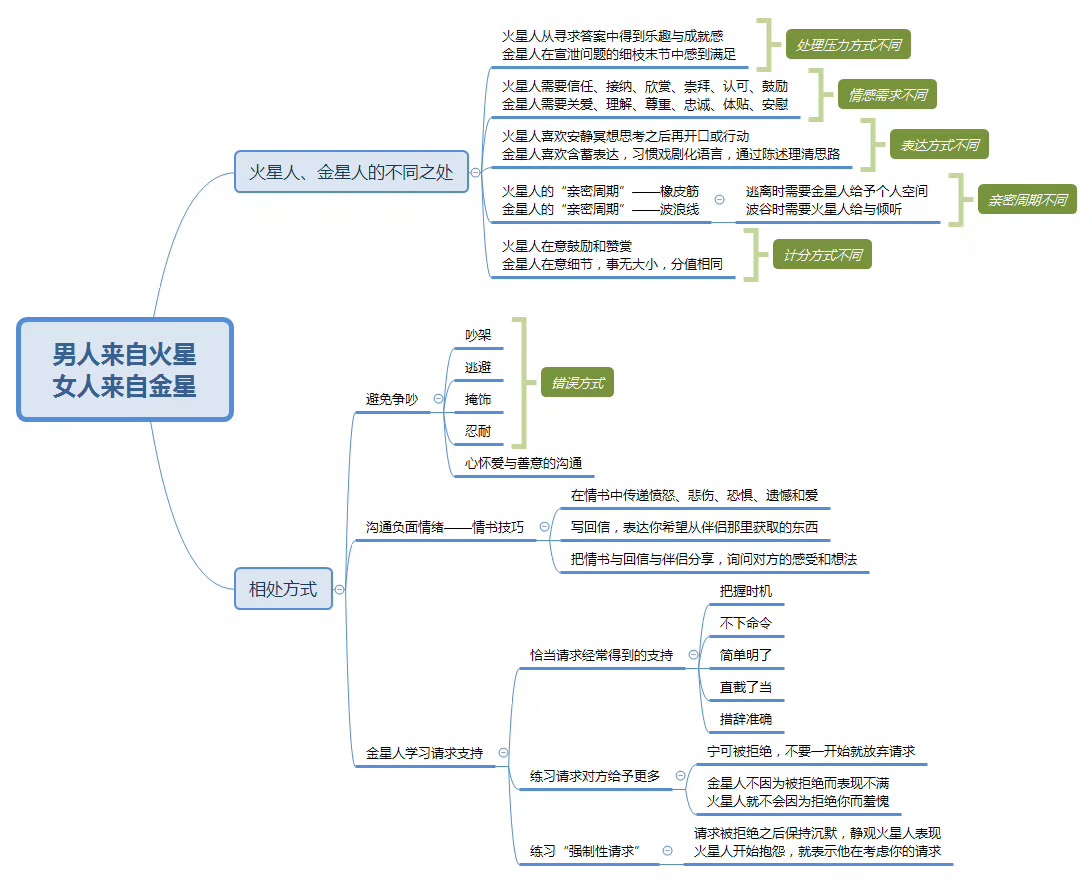 男人来自火星
女人来自金星
火星人、金星人的不同之处
火星人从寻求答案中得到乐趣与成就感
金星人在宣泄问题的细枝末节中感到满足
处理压力方式不同
火星人需要信任、接纳、欣赏、崇拜、认可、鼓励
金星人需要关爱、理解、尊重、忠诚、体贴、安慰
情感需求不同
火星人喜欢安静冥想思考之后再开口或行动
金星人喜欢含蓄表达，习惯戏剧化语言，通过陈述理清思路
表达方式不同
火星人的“亲密周期”——橡皮筋
金星人的“亲密周期”——波浪线
逃离时需要金星人给予个人空间
波谷时需要火星人给与倾听
亲密周期不同
火星人在意鼓励和赞赏
金星人在意细节，事无大小，分值相同
计分方式不同
相处方式
避免争吵
吵架
逃避
掩饰
忍耐
错误方式
心怀爱与善意的沟通
沟通负面情绪——情书技巧
在情书中传递愤怒、悲伤、恐惧、遗憾和爱
写回信，表达你希望从伴侣那里获取的东西
把情书与回信与伴侣分享，询问对方的感受和想法
金星人学习请求支持
恰当请求经常得到的支持
把握时机
不下命令
简单明了
直截了当
措辞准确
练习请求对方给予更多
宁可被拒绝，不要一开始就放弃请求
金星人不因为被拒绝而表现不满
火星人就不会因为拒绝你而羞愧
练习“强制性请求”
请求被拒绝之后保持沉默，静观火星人表现
火星人开始抱怨，就表示他在考虑你的请求